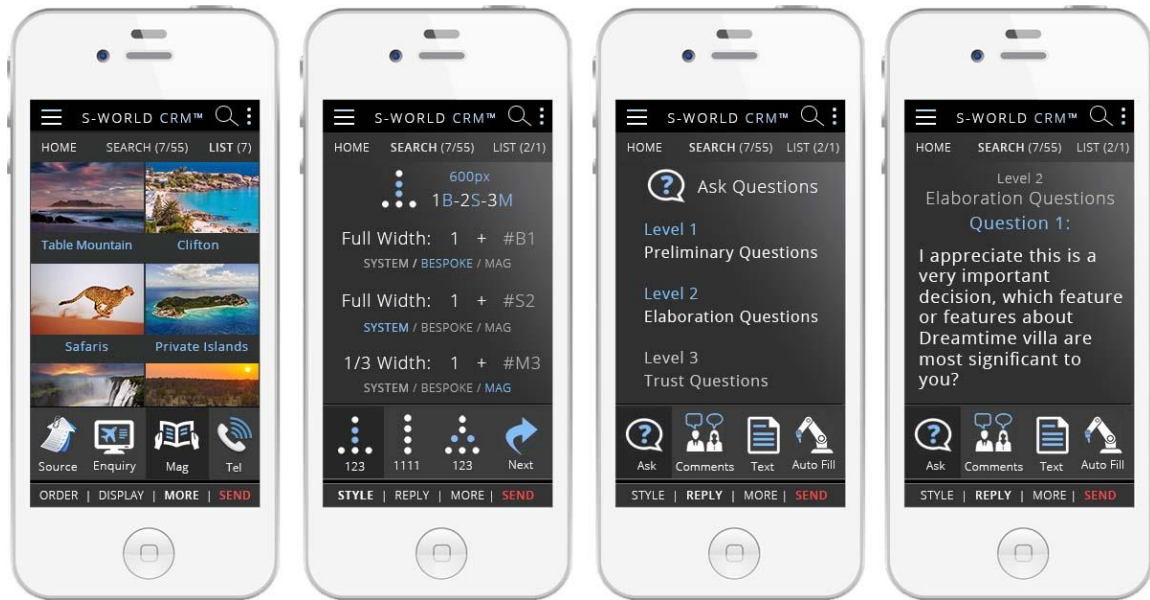 S-WORLD CRM™
HOME SEARCH (7/55) LIST (7)
Table Mountain Clifton
Safaris Private Islands
Source Enquiry Mag Tel
ORDER | DISPLAY | MORE | SEND
S-WORLD CRM™
HOME SEARCH (7/55) LIST (2/1)
600px
1B-2S-3M
Full Width: 1 + #B1
SYSTEM / BESPOKE / MAG
Full Width: 1 + #S2
SYSTEM / BESPOKE / MAG
1/3 Width: 1 + #M3
SYSTEM / BESPOKE / MAG
123 1111 123 Next
STYLE | REPLY | MORE | SEND
S-WORLD CRM™
HOME SEARCH (7/55) LIST (2/1)
Ask Questions
Level 1
Preliminary Questions
Level 2
Elaboration Questions
Level 3
Trust Questions
Ask Comments Text Auto Fill
STYLE | REPLY | MORE | SEND
S-WORLD CRM™
HOME SEARCH (7/55) LIST (2/1)
Level 2
Elaboration Questions
Question 1:
I appreciate this is a
very important
decision, which feature
or features about
Dreamtime villa are
most significant to
you?
Ask Comments Text Auto Fill
STYLE | REPLY | MORE | SEND